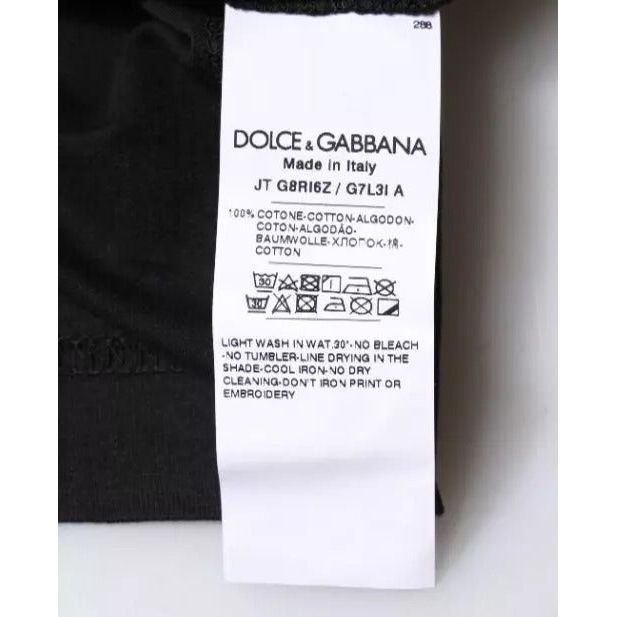 288
DOLCE & GABBANA
Made in Italy
JT G8RI6Z / G7L3I A
100% COTONE-COTTON-ALGODON-
COTON-ALGODÃO-
BAUMWOLLE-ХЛОПОК-棉-
COTTON
30
30
LIGHT WASH IN WAT.30°-NO BLEACH
-NO TUMBLER-LINE DRYING IN THE
SHADE-COOL IRON-NO DRY
CLEANING-DON'T IRON PRINT OR
EMBROIDERY